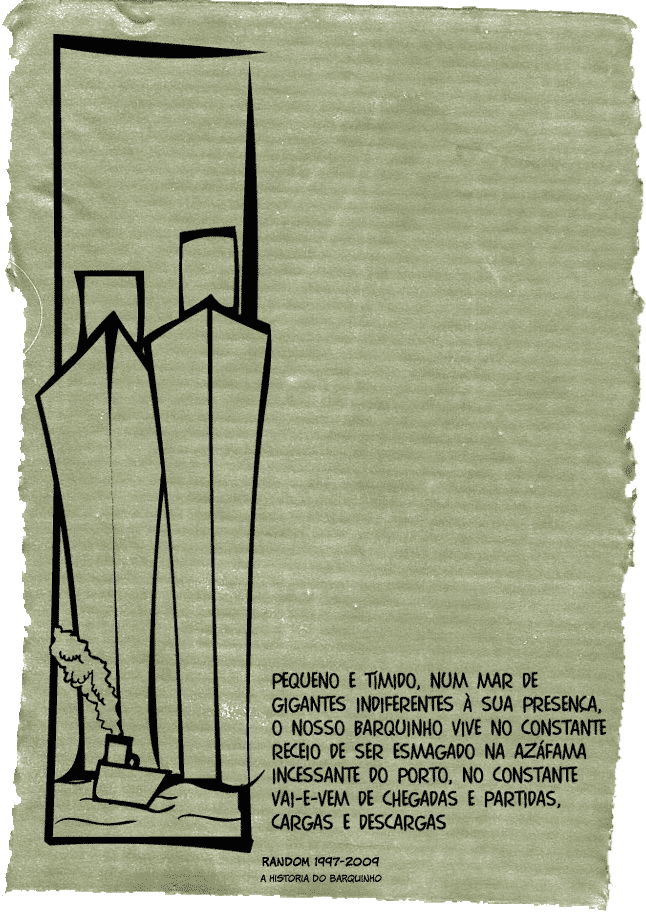 PEQUENO E TÍMIDO, NUM MAR DE
GIGANTES INDIFERENTES À SUA PRESENCA,
O NOSSO BARQUINHO VIVE NO CONSTANTE
RECEIO DE SER ESMAGADO NA AZÁFAMA
INCESSANTE DO PORTO, NO CONSTANTE
VAI-E-VEM DE CHEGADAS E PARTIDAS,
CARGAS E DESCARGAS
RANDOM 1997-2009
A HISTORIA DO BARQUINHO